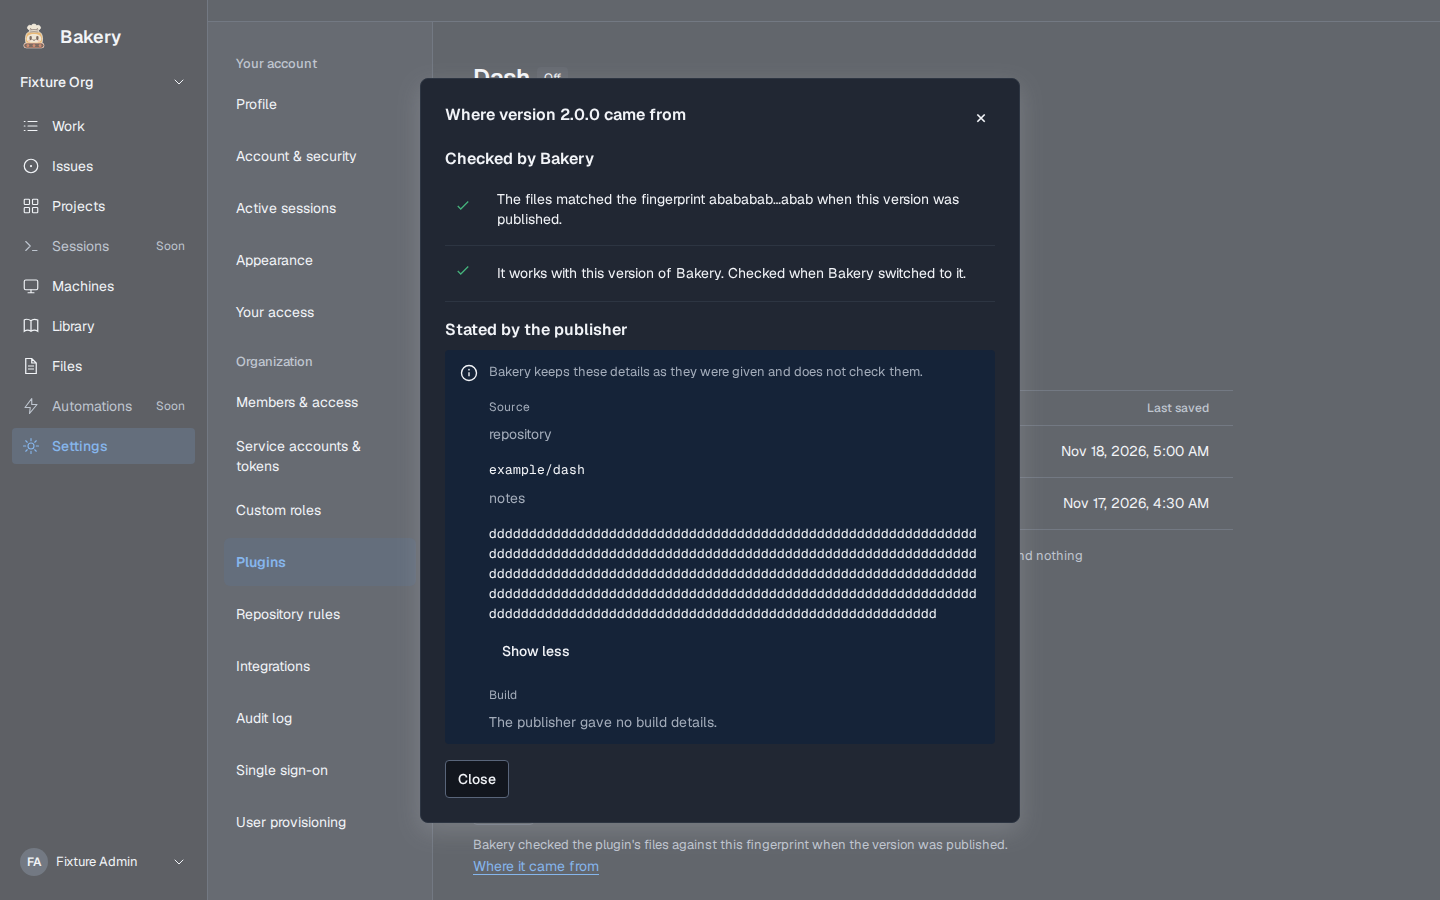 Bakery
Fixture Org
Work
Issues
Projects
Sessions Soon
Machines
Library
Files
Automations Soon
Settings
FA Fixture Admin
Your account
Profile
Account & security
Active sessions
Appearance
Your access
Organization
Members & access
Service accounts &
tokens
Custom roles
Plugins
Repository rules
Integrations
Audit log
Single sign-on
User provisioning
Dash Off
Where version 2.0.0 came from
Checked by Bakery
The files matched the fingerprint abababab…abab when this version was
published.
It works with this version of Bakery. Checked when Bakery switched to it.
Stated by the publisher
Bakery keeps these details as they were given and does not check them.
Source
repository
example/dash
notes
ddddddddddddddddddddddddddddddddddddddddddddddddddddddddddddd
ddddddddddddddddddddddddddddddddddddddddddddddddddddddddddddd
ddddddddddddddddddddddddddddddddddddddddddddddddddddddddddddd
ddddddddddddddddddddddddddddddddddddddddddddddddddddddddddddd
dddddddddddddddddddddddddddddddddddddddddddddddddddddddd
Show less
Build
The publisher gave no build details.
Close
Last saved
Nov 18, 2026, 5:00 AM
Nov 17, 2026, 4:30 AM
nothing
Bakery checked the plugin's files against this fingerprint when the version was published.
Where it came from